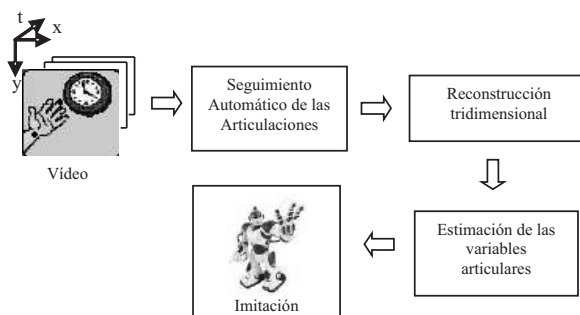 t
x
y
Vídeo
Seguimiento
Automático de las
Articulaciones
Reconstrucción
tridimensional
Estimación de las
variables
articulares
Imitación